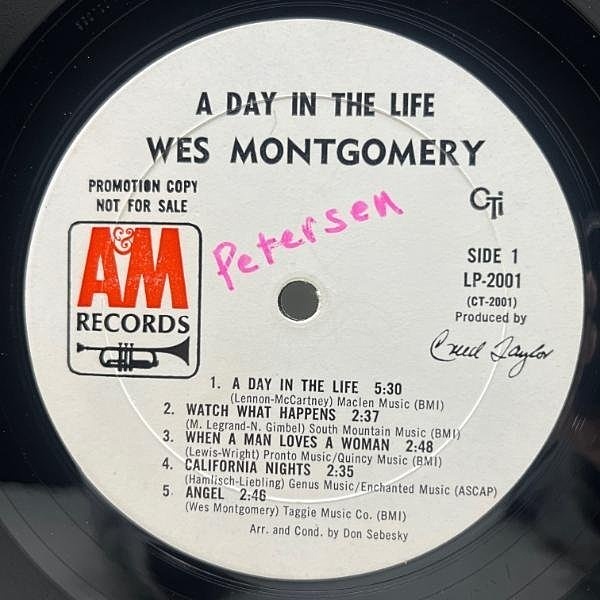 A DAY IN THE LIFE
WES MONTGOMERY
PROMOTION COPY
NOT FOR SALE
CTi
Petersen
A&M
RECORDS
SIDE 1
LP-2001
(CT-2001)
Produced by
Creed Taylor
1. A DAY IN THE LIFE 5:30
(Lennon-McCartney) Maclen Music (BMI)
2. WATCH WHAT HAPPENS 2:37
(M. Legrand-N. Gimbel) South Mountain Music (BMI)
3. WHEN A MAN LOVES A WOMAN 2:48
(Lewis-Wright) Pronto Music/Quincy Music (BMI)
4. CALIFORNIA NIGHTS 2:35
(Hamlisch-Liebling) Genus Music/Enchanted Music (ASCAP)
5. ANGEL 2:46
(Wes Montgomery) Taggie Music Co. (BMI)
Arr. and Cond. by Don Sebesky